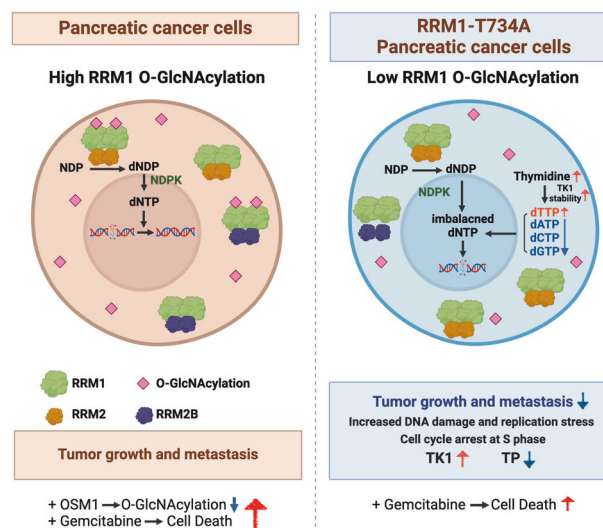 Pancreatic cancer cells
High RRM1 O-GlcNAcylation
NDP
dNDP
NDPK
dNTP
RRM1
O-GlcNAcylation
RRM2
RRM2B
Tumor growth and metastasis
+ OSM1 → O-GlcNAcylation
+ Gemcitabine → Cell Death
RRM1-T734A
Pancreatic cancer cells
Low RRM1 O-GlcNAcylation
NDP
dNDP
NDPK
imbalacned
dNTP
Thymidine
TK1
stability
dTTP
dATP
dCTP
dGTP
Tumor growth and metastasis
Increased DNA damage and replication stress
Cell cycle arrest at S phase
TK1 TP
+ Gemcitabine → Cell Death